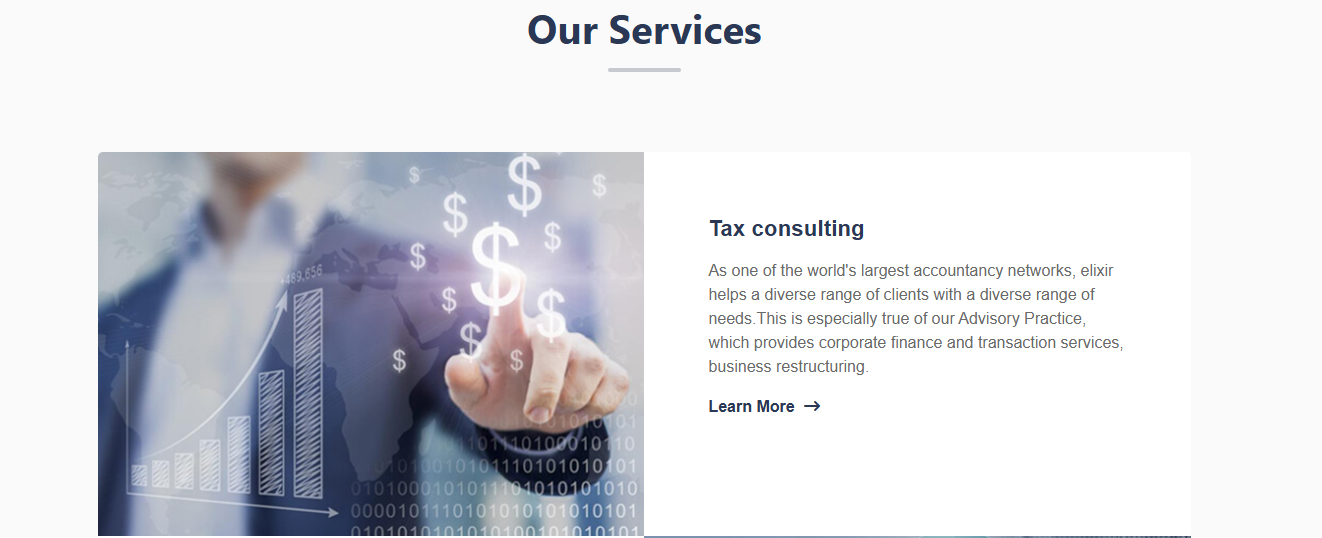 Our Services
Tax consulting
As one of the world's largest accountancy networks, elixir
helps a diverse range of clients with a diverse range of
needs.This is especially true of our Advisory Practice,
which provides corporate finance and transaction services,
business restructuring.
Learn More →